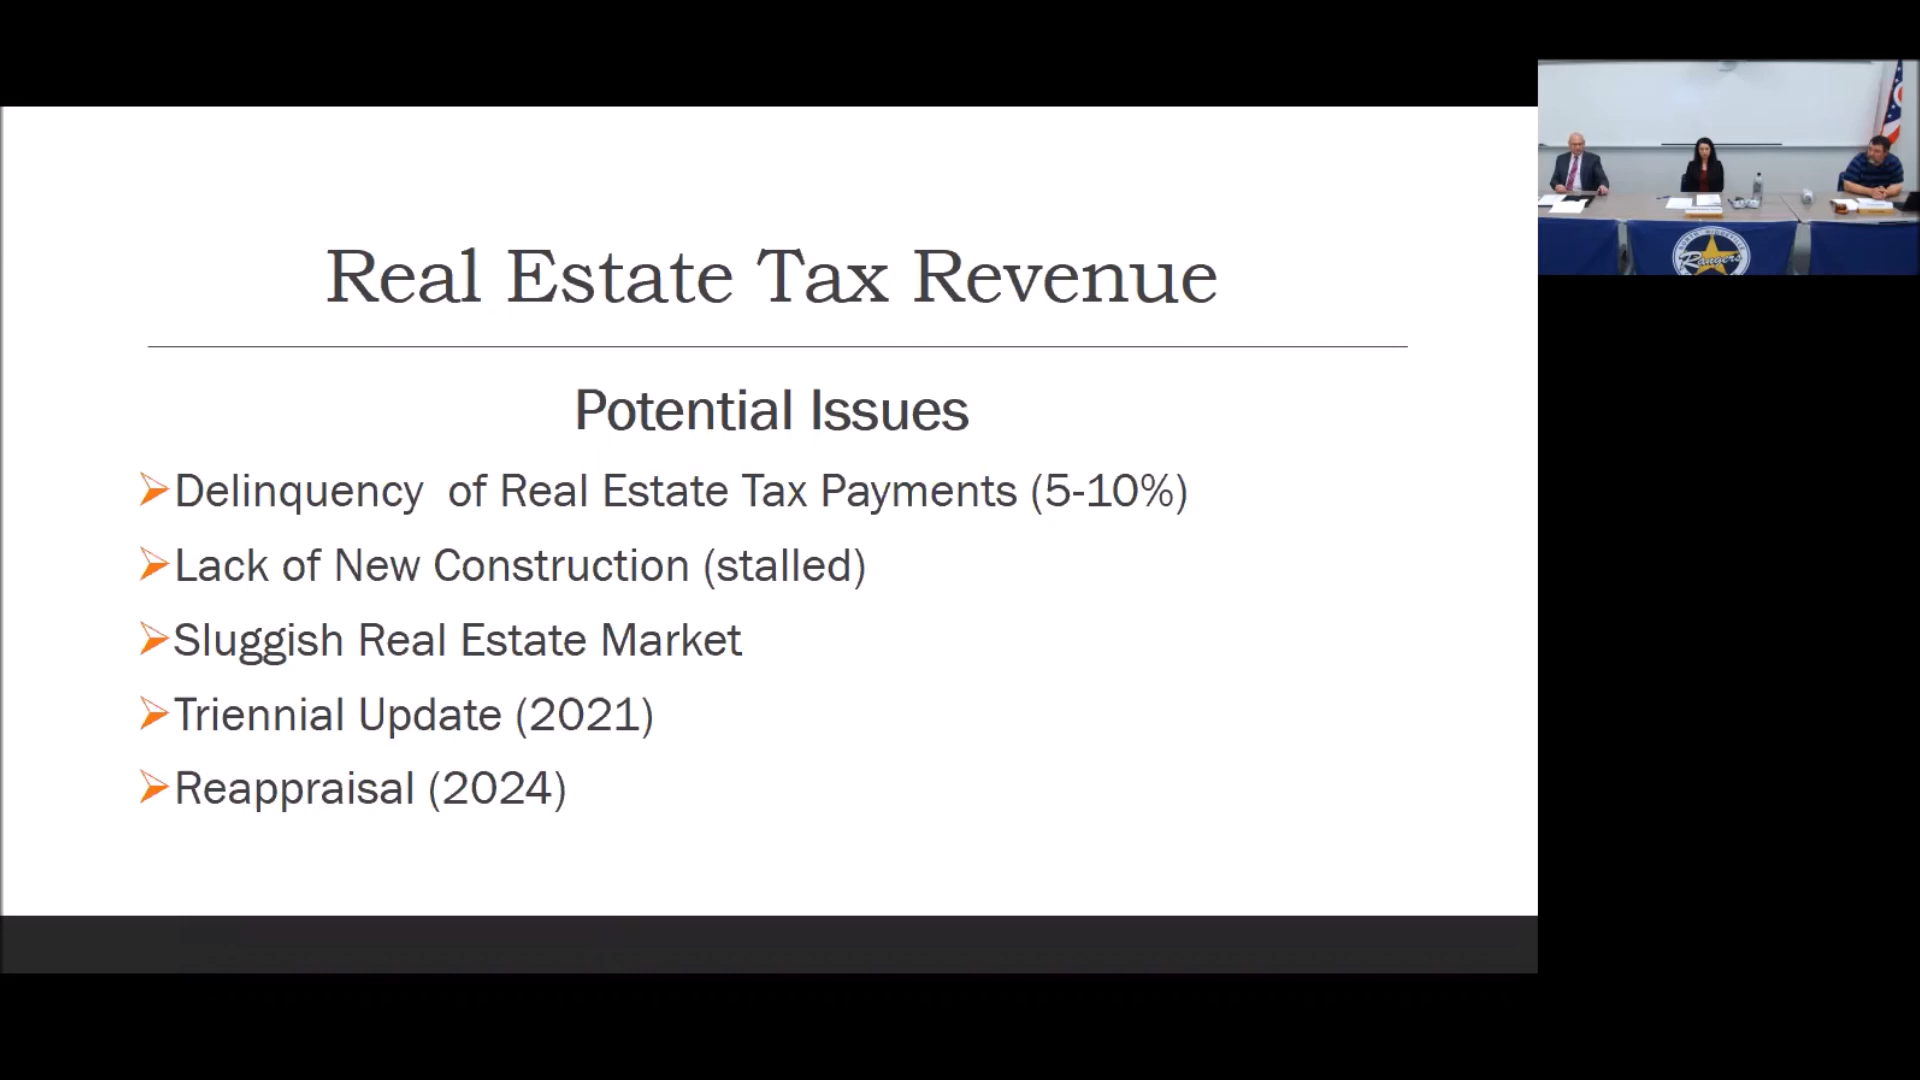 Real Estate Tax Revenue
Potential Issues
Delinquency of Real Estate Tax Payments (5-10%)
Lack of New Construction (stalled)
Sluggish Real Estate Market
Triennial Update (2021)
Reappraisal (2024)
Rangers